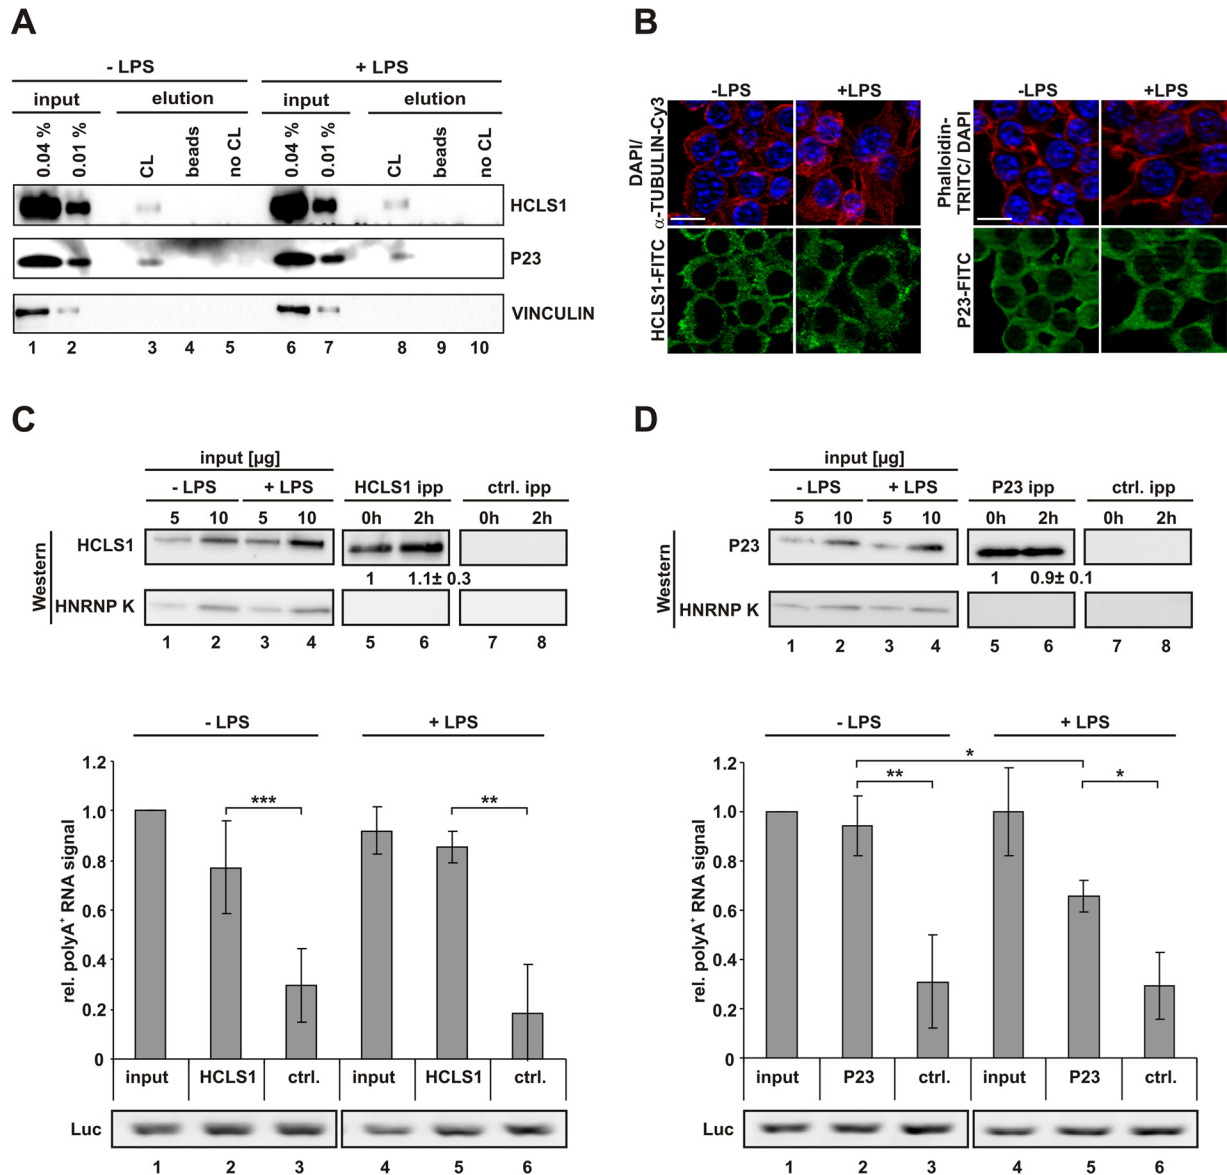 A
- LPS
+ LPS
input
elution
input
elution
0.04 %
0.01 %
CL
beads
no CL
0.04 %
0.01 %
CL
beads
no CL
HCLS1
P23
VINCULIN
1 2 3 4 5 6 7 8 9 10
B
-LPS
+LPS
-LPS
+LPS
DAPI/
α-TUBULIN-Cy3
HCLS1-FITC
Phalloidin-
TRITC/ DAPI
P23-FITC
C
input [µg]
- LPS + LPS HCLS1 ipp ctrl. ipp
5 10 5 10 0h 2h 0h 2h
Western
HCLS1
1 1.1± 0.3
HNRNP K
1 2 3 4 5 6 7 8
- LPS
+ LPS
rel. polyA+ RNA signal
1.2
1.0
0.8
0.6
0.4
0.2
0
***
**
input HCLS1 ctrl. input HCLS1 ctrl.
Luc
1 2 3 4 5 6
D
input [µg]
- LPS + LPS P23 ipp ctrl. ipp
5 10 5 10 0h 2h 0h 2h
Western
P23
1 0.9± 0.1
HNRNP K
1 2 3 4 5 6 7 8
- LPS
+ LPS
rel. polyA+ RNA signal
1.2
1.0
0.8
0.6
0.4
0.2
0
*
**
*
input P23 ctrl. input P23 ctrl.
Luc
1 2 3 4 5 6